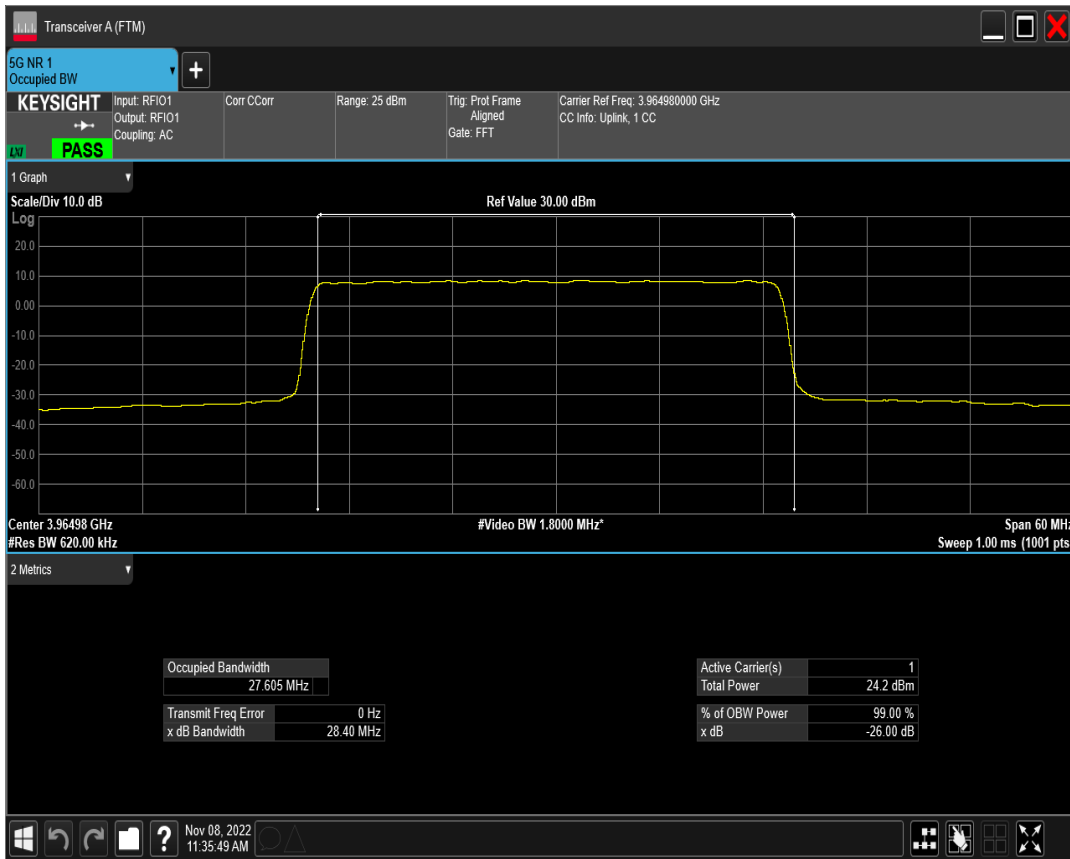 Transceiver A (FTM)
5G NR 1
Occupied BW
+
KEYSIGHT
LXI
PASS
Input: RFIO1
Output: RFIO1
Coupling: AC
Corr CCorr
Range: 25 dBm
Trig: Prot Frame
Aligned
Gate: FFT
Carrier Ref Freq: 3.964980000 GHz
CC Info: Uplink, 1 CC
1 Graph
Scale/Div 10.0 dB
Ref Value 30.00 dBm
Log
20.0
10.0
0.00
-10.0
-20.0
-30.0
-40.0
-50.0
-60.0
Center 3.96498 GHz
#Video BW 1.8000 MHz*
Span 60 MHz
#Res BW 620.00 kHz
Sweep 1.00 ms (1001 pts
2 Metrics
Occupied Bandwidth
27.605 MHz
Transmit Freq Error 0 Hz
x dB Bandwidth 28.40 MHz
Active Carrier(s) 1
Total Power 24.2 dBm
% of OBW Power 99.00 %
x dB -26.00 dB
?
Nov 08, 2022
11:35:49 AM